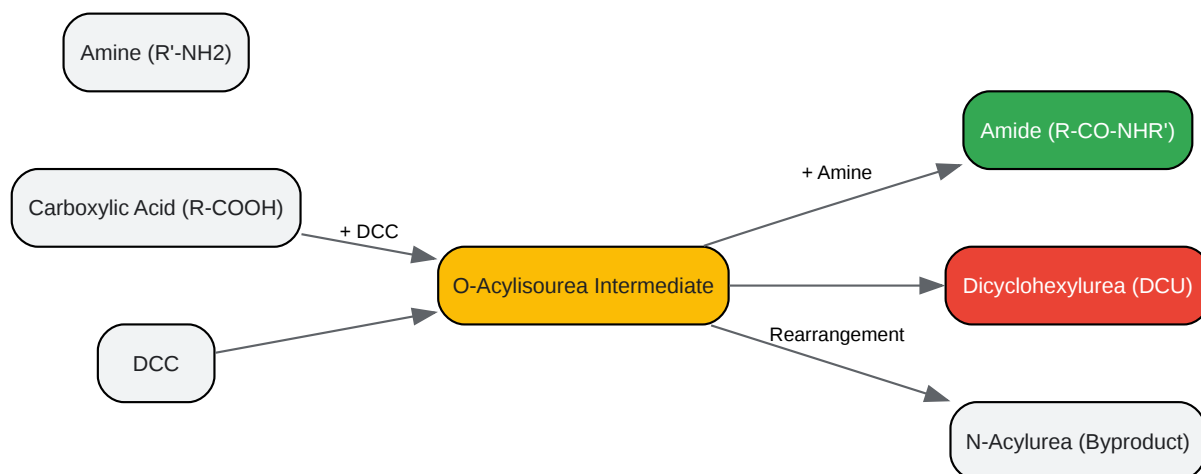 Amine (R'-NH2)
Carboxylic Acid (R-COOH)
DCC
+ DCC
O-Acylisourea Intermediate
+ Amine
Rearrangement
Amide (R-CO-NHR')
Dicyclohexylurea (DCU)
N-Acylurea (Byproduct)